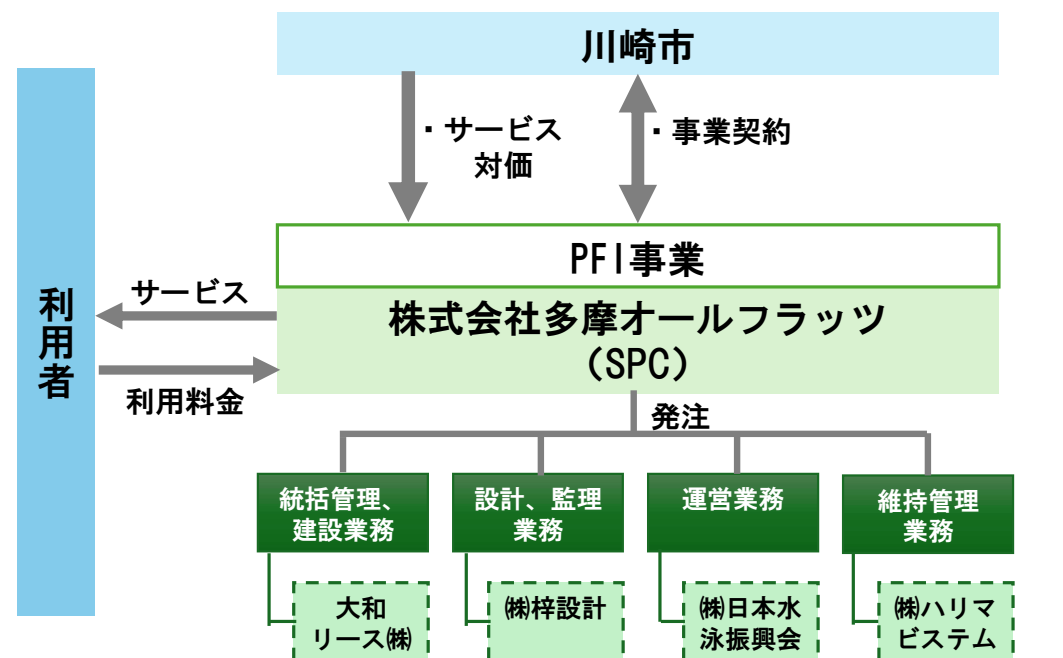 川崎市
・サービス
対価
・事業契約
PFI事業
株式会社多摩オールフラッツ
（SPC）
利用者
サービス
利用料金
発注
統括管理、
建設業務
設計、監理
業務
運営業務
維持管理
業務
大和
リース㈱
㈱梓設計
㈱日本水
泳振興会
㈱ハリマ
ビステム